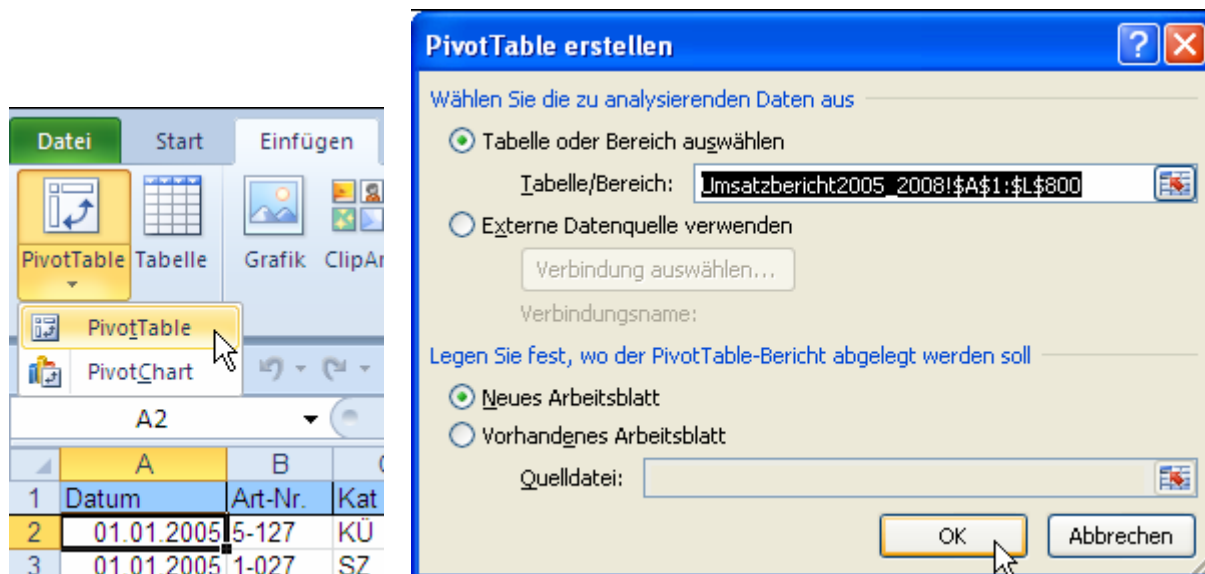 Datei Start Einfügen
PivotTable Tabelle Grafik
PivotTable
PivotChart
A2
A B
1 Datum Art-Nr. Kat
2 01.01.2005 5-127 KÜ
3 01.01.2005 1-027 SZ
PivotTable erstellen
Wählen Sie die zu analysierenden Daten aus
Tabelle oder Bereich auswählen
Tabelle/Bereich: Umsatzbericht2005_2008!$A$1:$L$800
Externe Datenquelle verwenden
Verbindung auswählen...
Verbindungsname:
Legen Sie fest, wo der PivotTable-Bericht abgelegt werden soll
Neues Arbeitsblatt
Vorhandenes Arbeitsblatt
Quelldatei:
OK Abbrechen